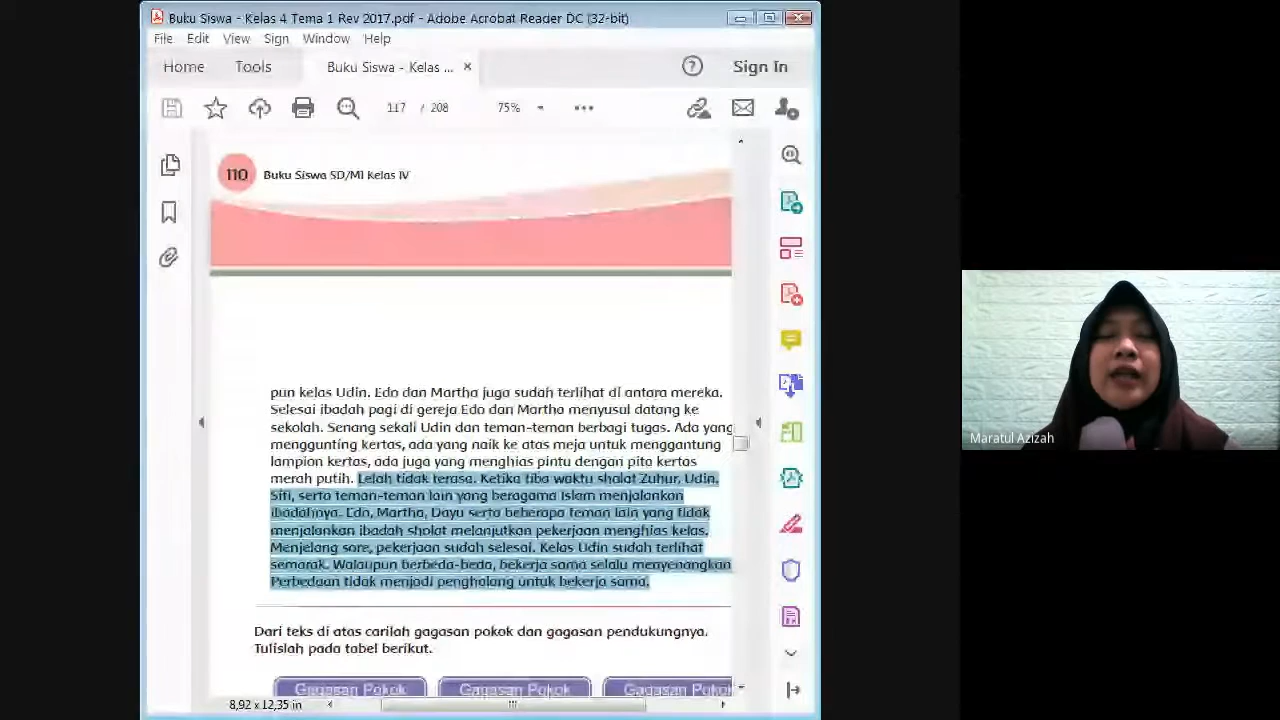 Buku Siswa - Kelas 4 Tema 1 Rev 2017.pdf - Adobe Acrobat Reader DC (32-bit)
File Edit View Sign Window Help
Home Tools Buku Siswa - Kelas ... × Sign In
117 / 208 75%
110 Buku Siswa SD/MI Kelas IV
pun kelas Udin. Edo dan Martha juga sudah terlihat di antara mereka.
Selesai ibadah pagi di gereja Edo dan Martha menyusul datang ke
sekolah. Senang sekali Udin dan teman-teman berbagi tugas. Ada yang
menggunting kertas, ada yang naik ke atas meja untuk menggantung
lampion kertas, ada juga yang menghias pintu dengan pita kertas
merah putih. Lelah tidak terasa. Ketika tiba waktu shalat Zuhur, Udin,
Siti, serta teman-teman lain yang beragama Islam menjalankan
ibadahnya. Edo, Martha, Dayu serta beberapa teman lain yang tidak
menjalankan ibadah sholat melanjutkan pekerjaan menghias kelas.
Menjelang sore, pekerjaan sudah selesai. Kelas Udin sudah terlihat
semarak. Walaupun berbeda-beda, bekerja sama selalu menyenangkan
Perbedaan tidak menjadi penghalang untuk bekerja sama.
Dari teks di atas carilah gagasan pokok dan gagasan pendukungnya.
Tulislah pada tabel berikut.
Gagasan Pokok Gagasan Pokok Gagasan Pokok
8,92 x 12,35 in
Maratul Azizah